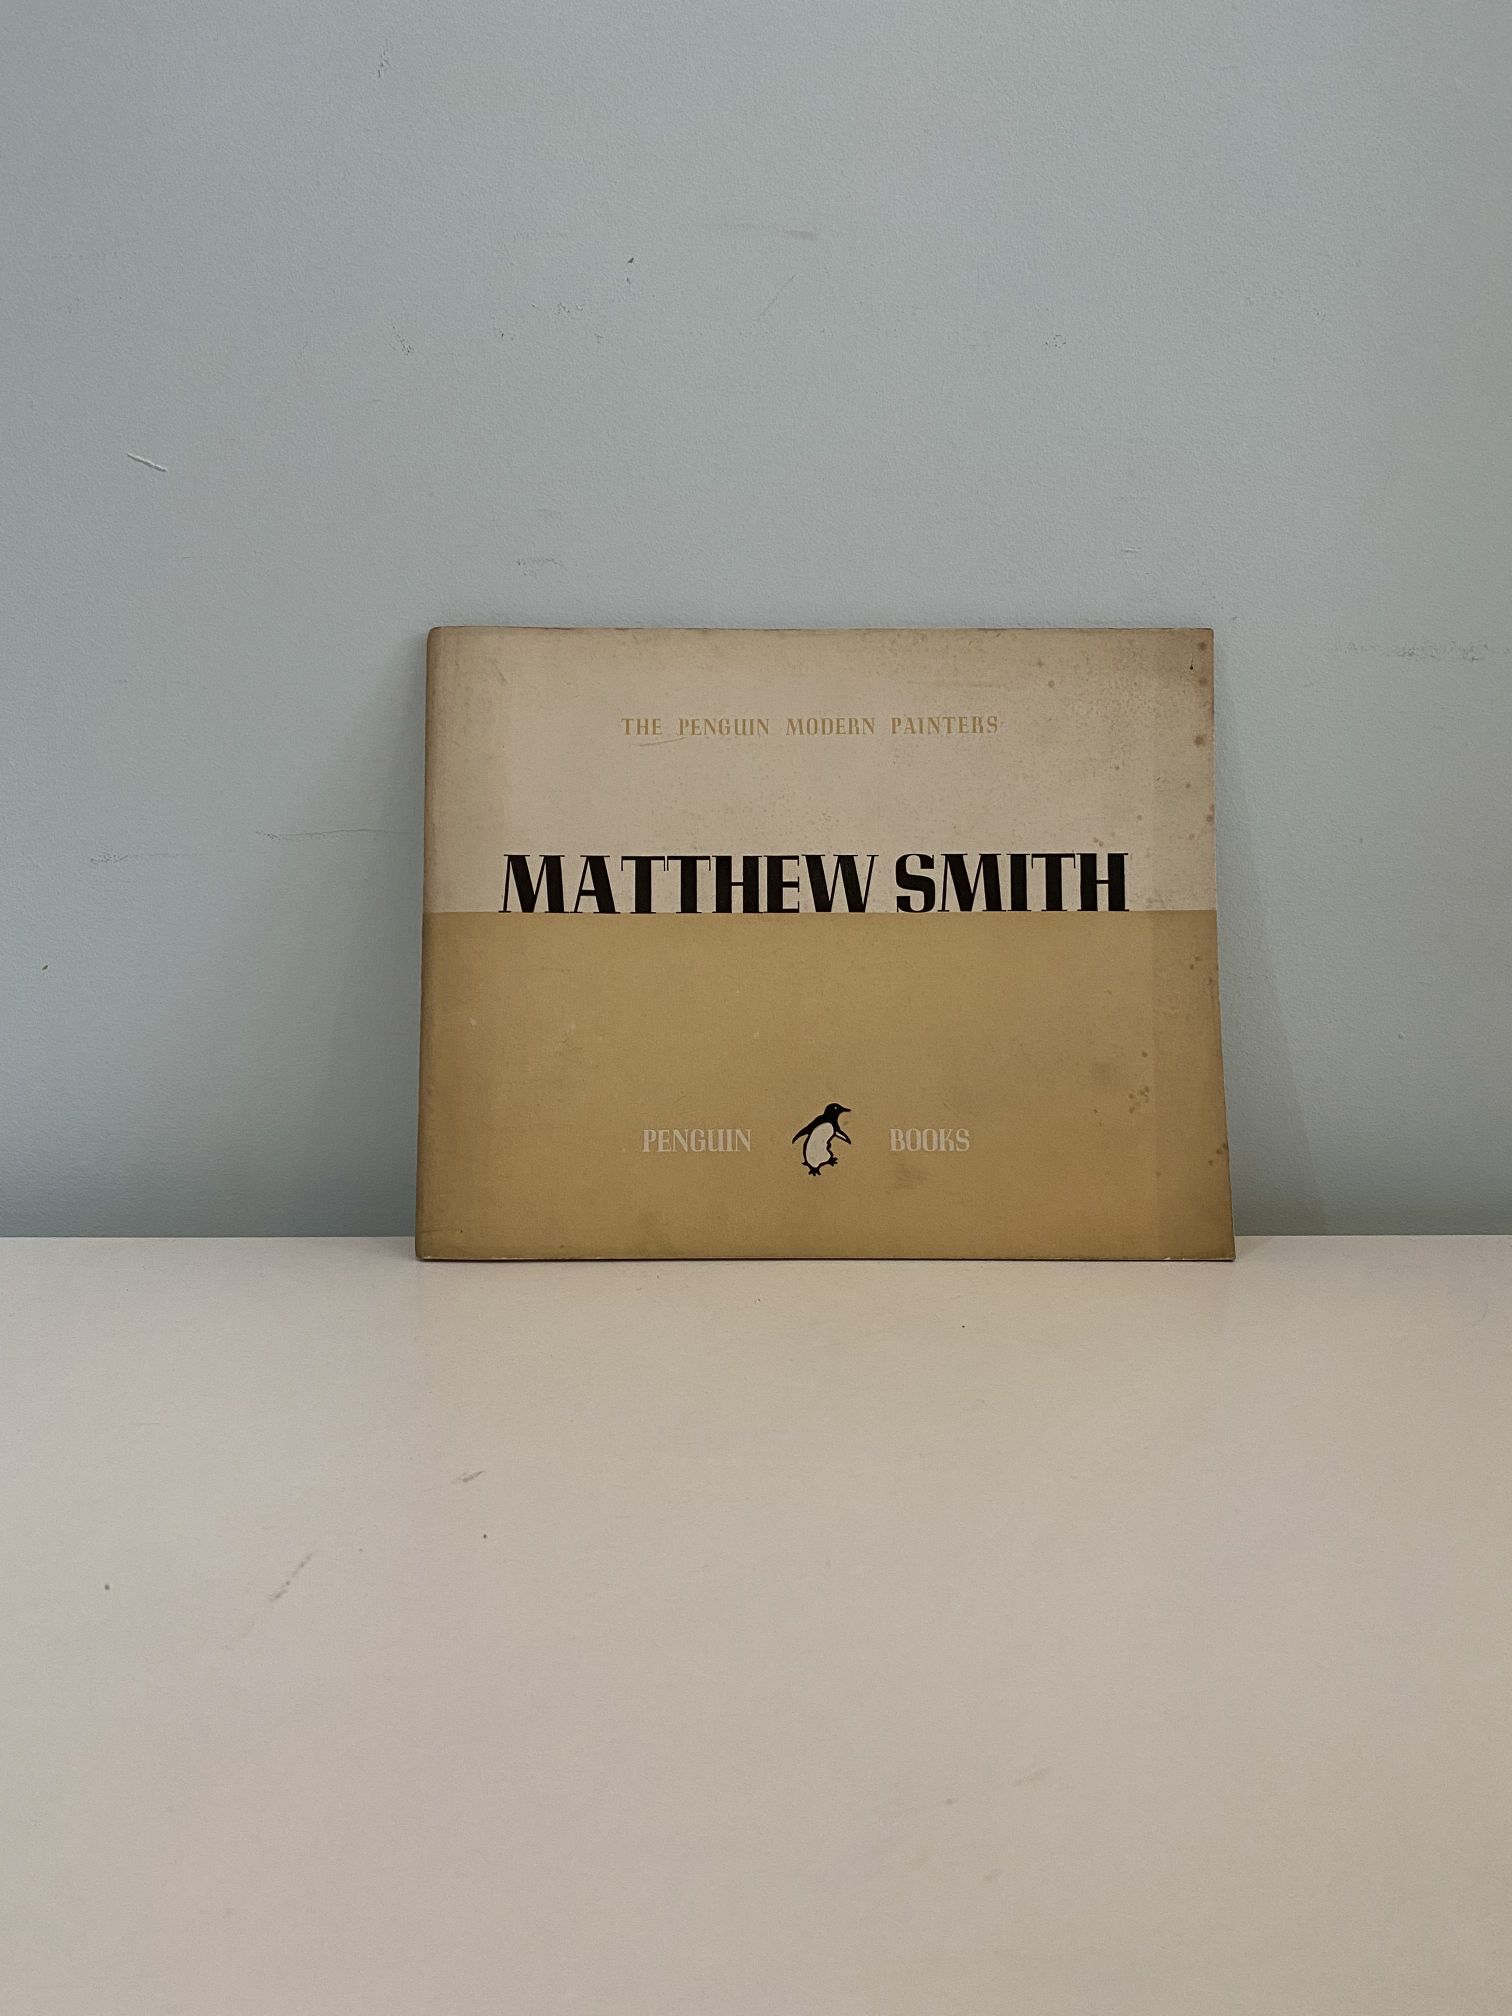 THE PENGUIN MODERN PAINTERS
MATTHEW SMITH
PENGUIN BOOKS